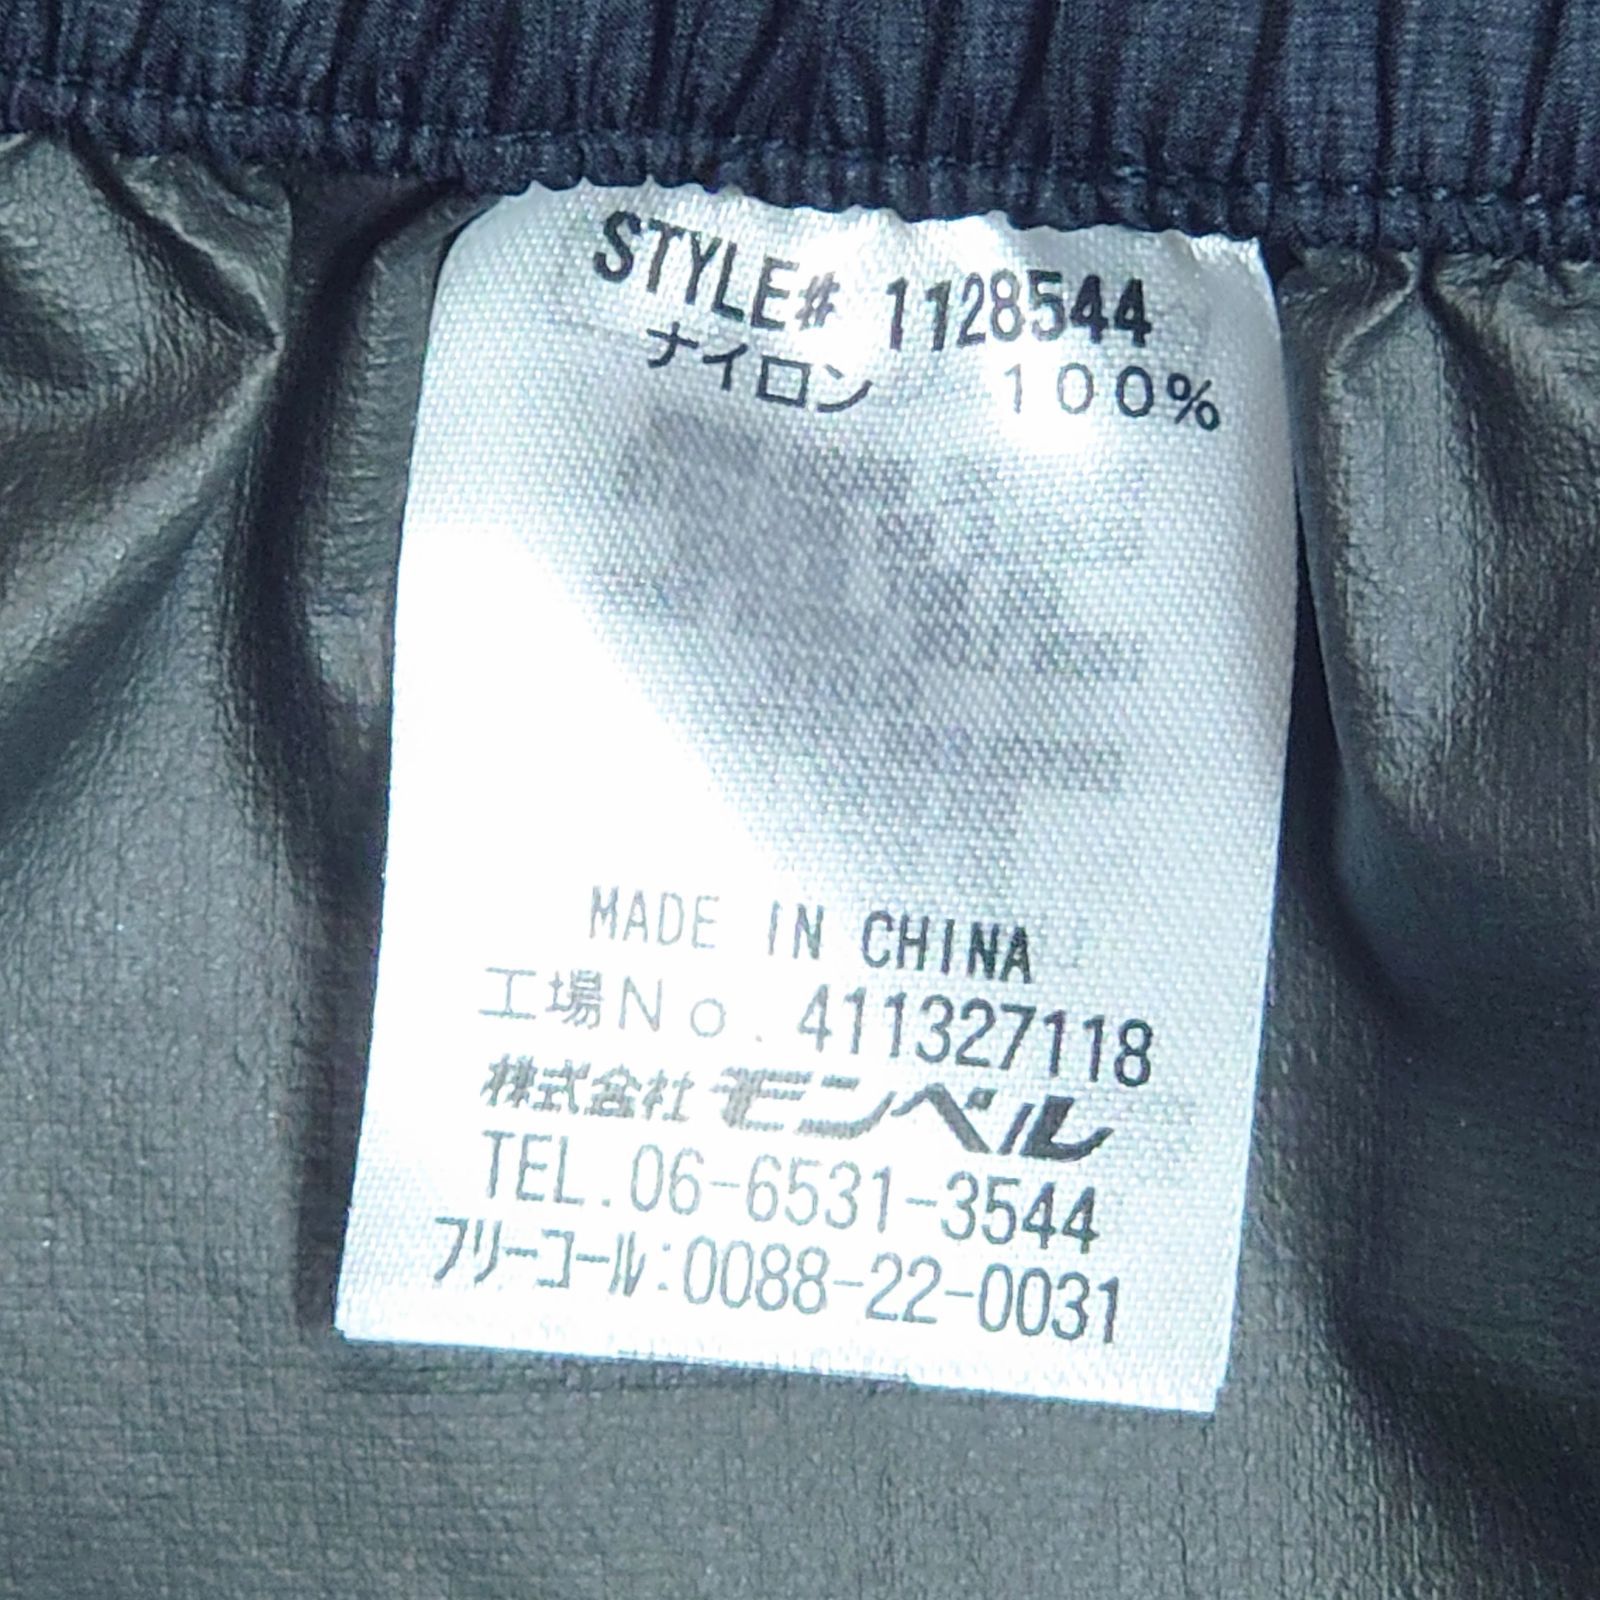 STYLE# 1128544
ナイロン 100%
MADE IN CHINA
工場No. 411327118
株式会社 モンベル
TEL.06-6531-3544
フリーコール:0088-22-0031